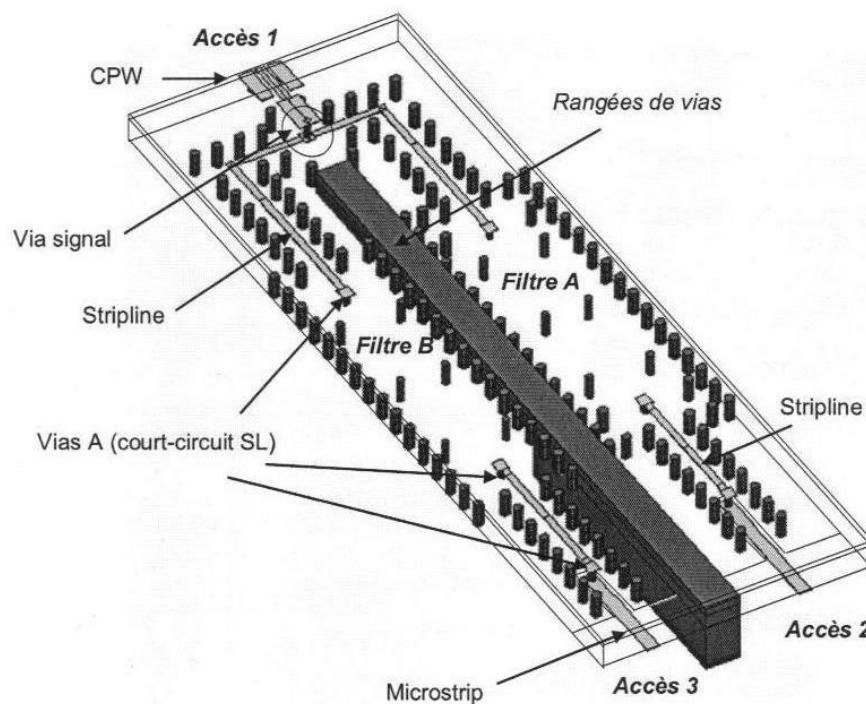 Accès 1
CPW
Rangées de vias
Via signal
Filtre A
Stripline
Filtre B
Stripline
Vias A (court-circuit SL)
Accès 2
Accès 3
Microstrip